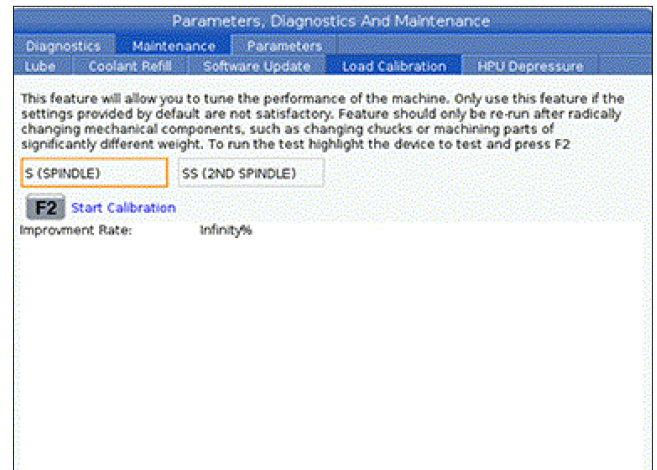 Parameters, Diagnostics And Maintenance
Diagnostics Maintenance Parameters
Lube Coolant Refill Software Update Load Calibration HPU Depressure
This feature will allow you to tune the performance of the machine. Only use this feature if the
settings provided by default are not satisfactory. Feature should only be re-run after radically
changing mechanical components, such as changing chucks or machining parts of
significantly different weight. To run the test highlight the device to test and press F2
S (SPINDLE) SS (2ND SPINDLE)
F2 Start Calibration
Improvment Rate: Infinity%